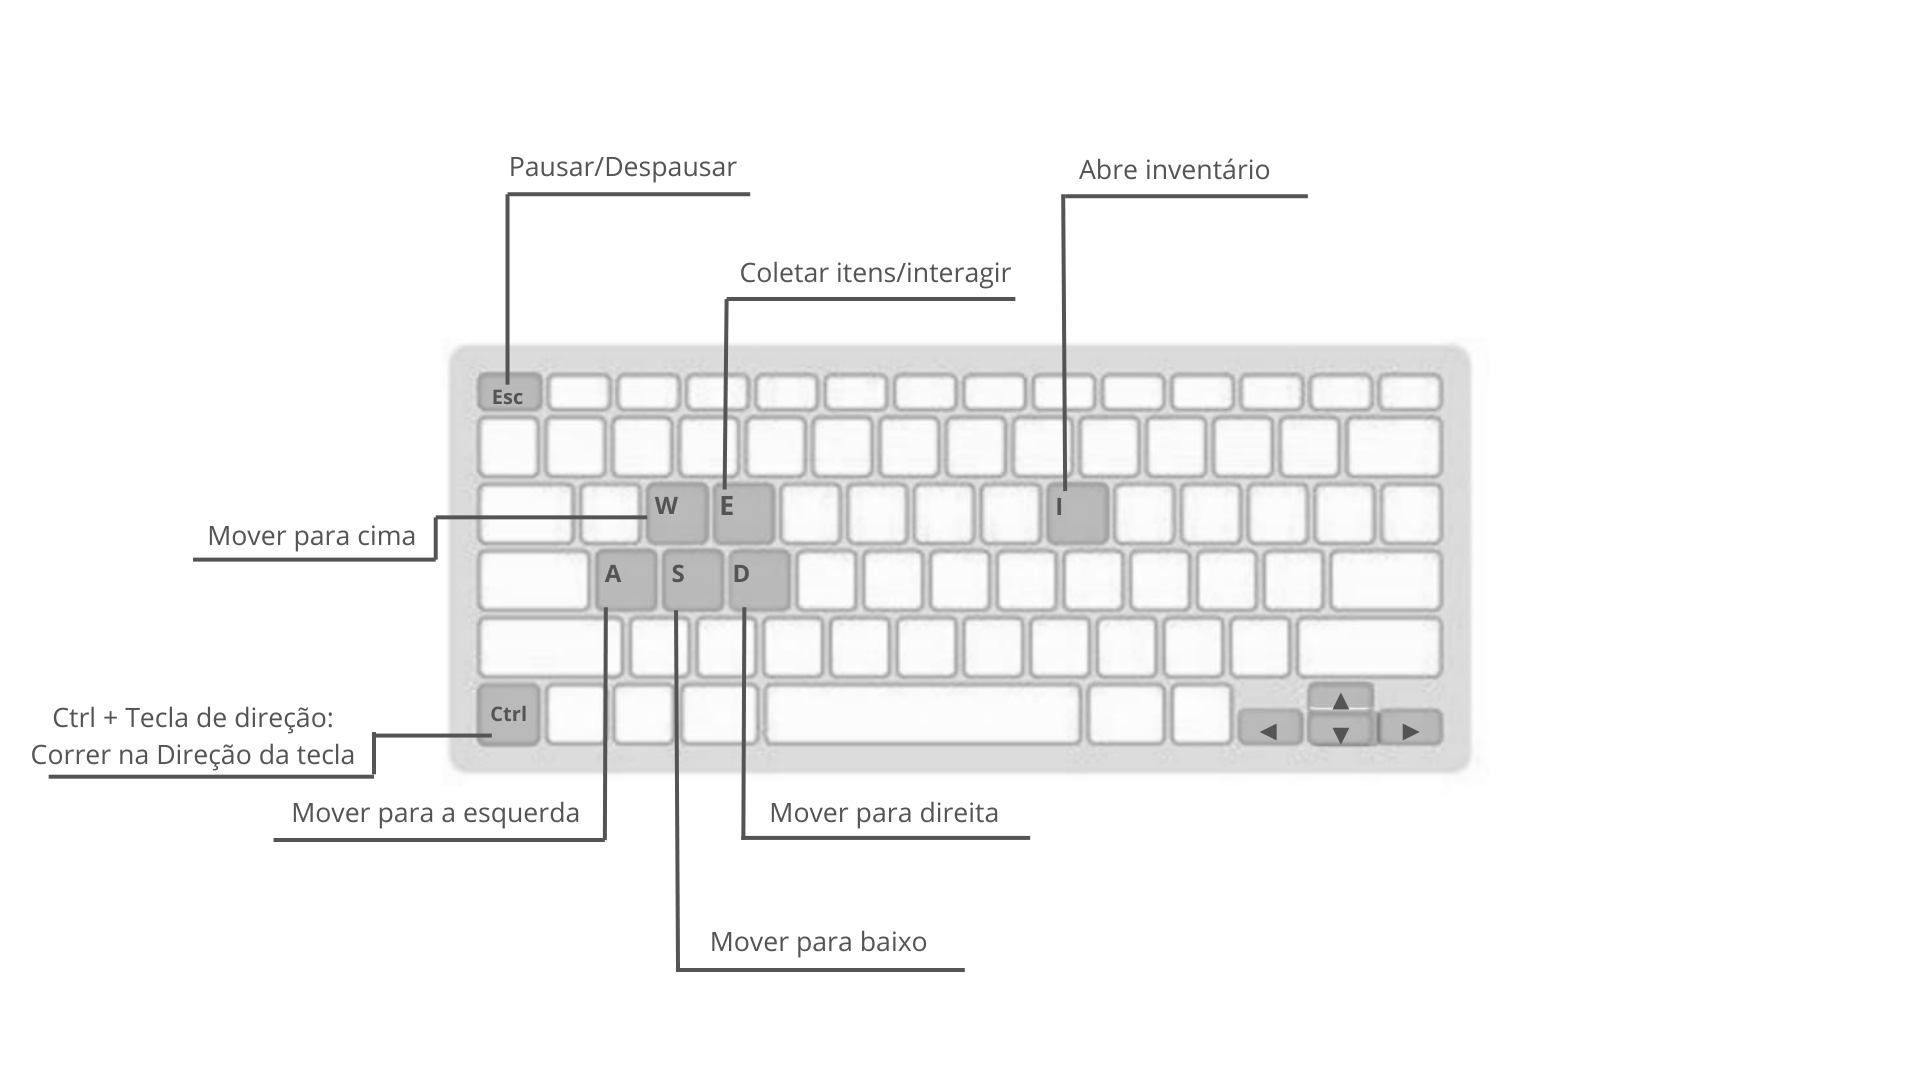 Pausar/Despausar
Abre inventário
Coletar itens/interagir
Esc
W
E
I
Mover para cima
A
S
D
Ctrl + Tecla de direção:
Correr na Direção da tecla
Ctrl
▲
◀
▼
▶
Mover para a esquerda
Mover para direita
Mover para baixo